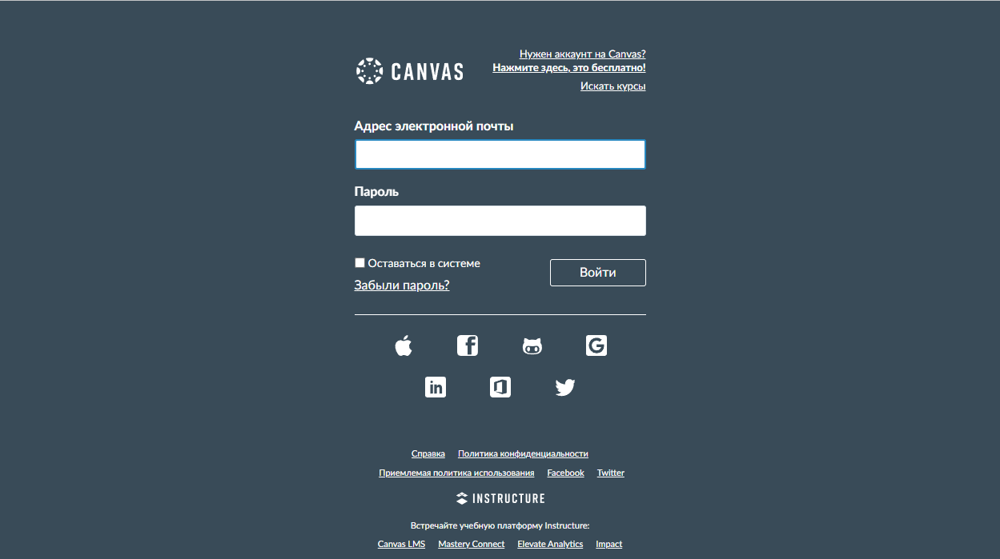 CANVAS
Нужен аккаунт на Canvas?
Нажмите здесь, это бесплатно!
Искать курсы
Адрес электронной почты
Пароль
Оставаться в системе
Забыли пароль?
Войти
Справка Политика конфиденциальности
Приемлемая политика использования Facebook Twitter
INSTRUCTURE
Встречайте учебную платформу Instructure:
Canvas LMS Mastery Connect Elevate Analytics Impact